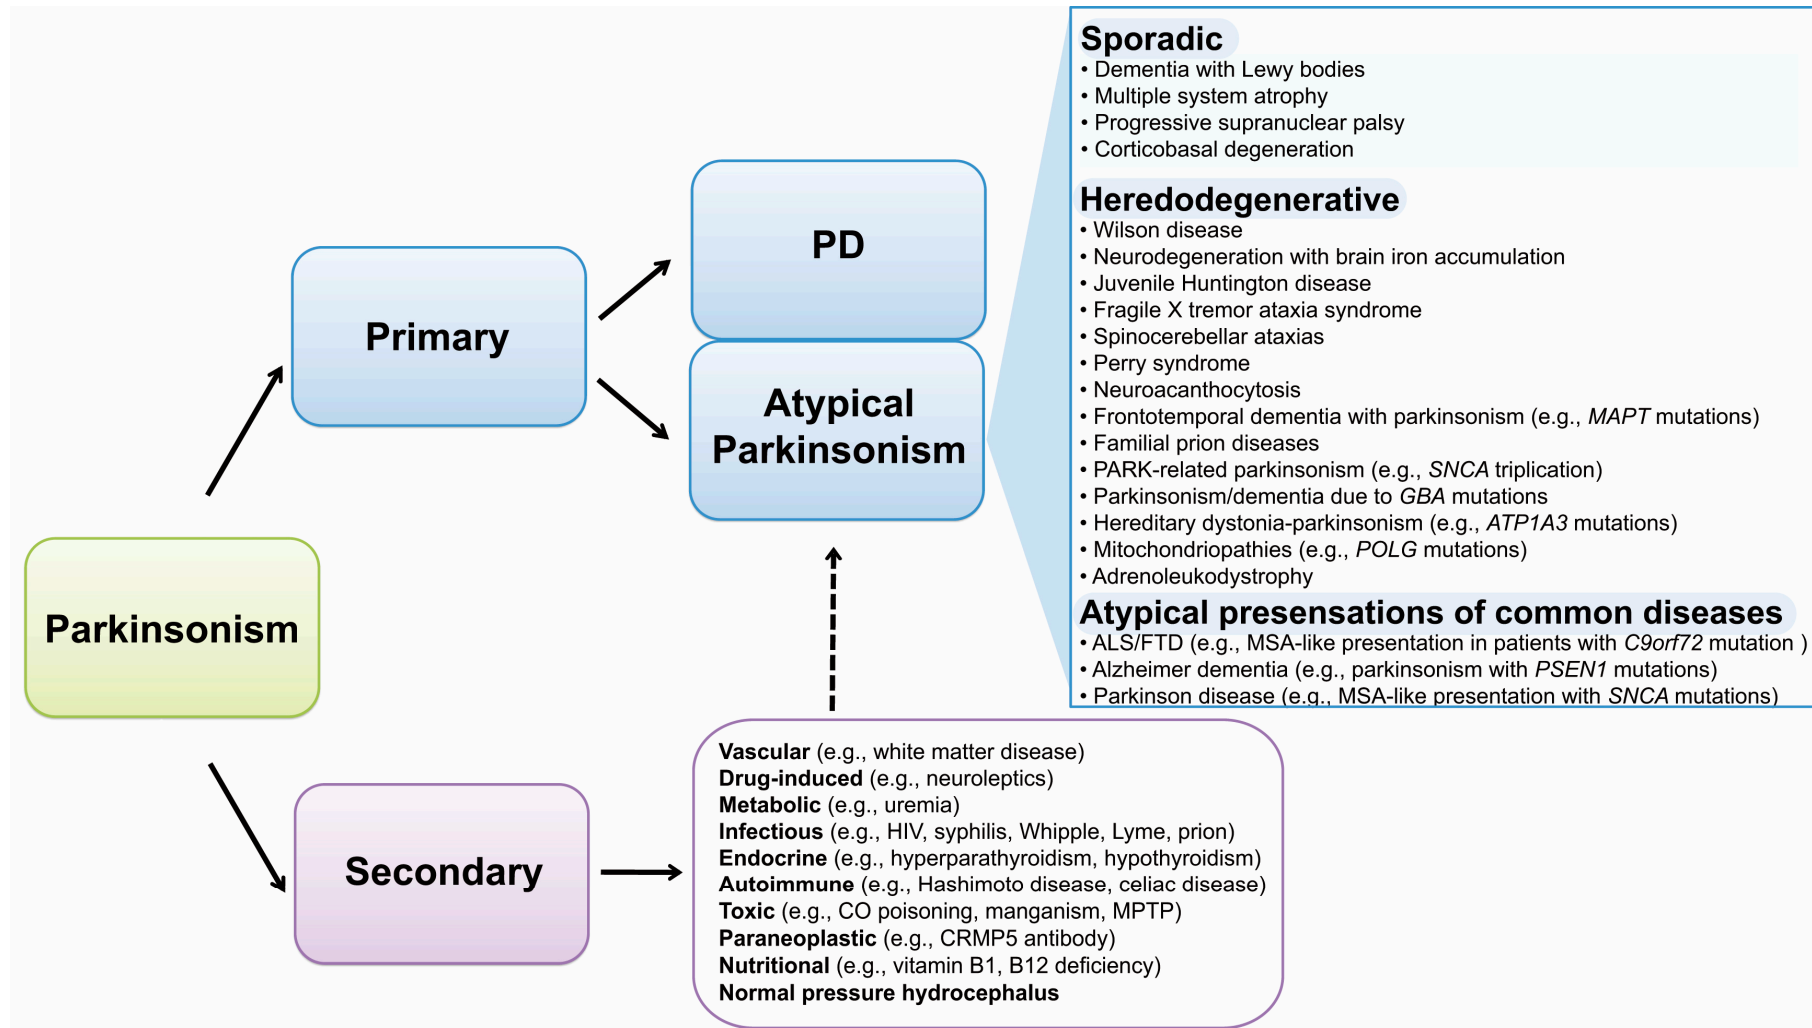 Parkinsonism
Primary
Secondary
PD
Atypical
Parkinsonism
Sporadic
• Dementia with Lewy bodies
• Multiple system atrophy
• Progressive supranuclear palsy
• Corticobasal degeneration
Heredodegenerative
• Wilson disease
• Neurodegeneration with brain iron accumulation
• Juvenile Huntington disease
• Fragile X tremor ataxia syndrome
• Spinocerebellar ataxias
• Perry syndrome
• Neuroacanthocytosis
• Frontotemporal dementia with parkinsonism (e.g., MAPT mutations)
• Familial prion diseases
• PARK-related parkinsonism (e.g., SNCA triplication)
• Parkinsonism/dementia due to GBA mutations
• Hereditary dystonia-parkinsonism (e.g., ATP1A3 mutations)
• Mitochondriopathies (e.g., POLG mutations)
• Adrenoleukodystrophy
Atypical presensations of common diseases
• ALS/FTD (e.g., MSA-like presentation in patients with C9orf72 mutation )
• Alzheimer dementia (e.g., parkinsonism with PSEN1 mutations)
• Parkinson disease (e.g., MSA-like presentation with SNCA mutations)
Vascular (e.g., white matter disease)
Drug-induced (e.g., neuroleptics)
Metabolic (e.g., uremia)
Infectious (e.g., HIV, syphilis, Whipple, Lyme, prion)
Endocrine (e.g., hyperparathyroidism, hypothyroidism)
Autoimmune (e.g., Hashimoto disease, celiac disease)
Toxic (e.g., CO poisoning, manganism, MPTP)
Paraneoplastic (e.g., CRMP5 antibody)
Nutritional (e.g., vitamin B1, B12 deficiency)
Normal pressure hydrocephalus